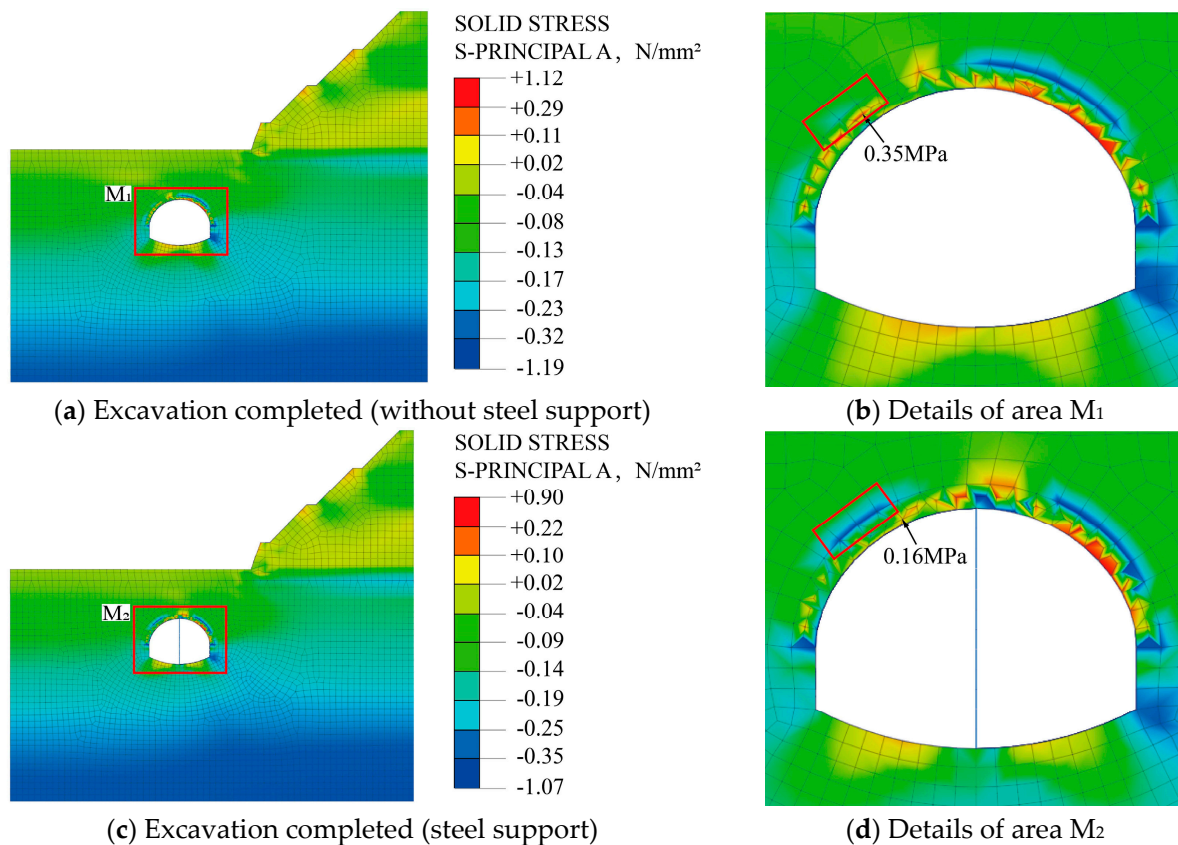 SOLID STRESS
S-PRINCIPAL A, N/mm²
+1.12
+0.29
+0.11
+0.02
-0.04
-0.08
-0.13
-0.17
-0.23
-0.32
-1.19
M₁
0.35MPa
(a) Excavation completed (without steel support)
(b) Details of area M₁
SOLID STRESS
S-PRINCIPAL A, N/mm²
+0.90
+0.22
+0.10
+0.02
-0.04
-0.09
-0.14
-0.19
-0.25
-0.35
-1.07
M₂
0.16MPa
(c) Excavation completed (steel support)
(d) Details of area M₂